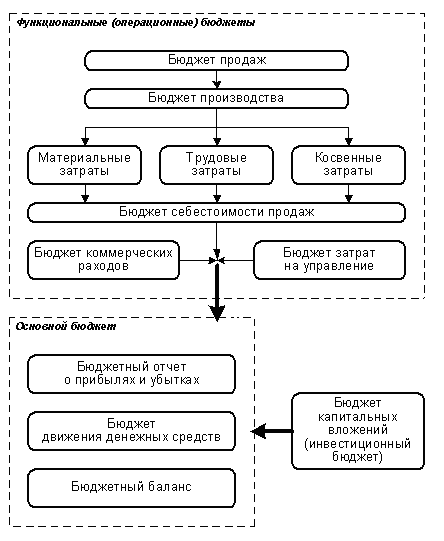 Функциональные (операционные) бюджеты
Бюджет продаж
Бюджет производства
Материальные
затраты
Трудовые
затраты
Косвенные
затраты
Бюджет себестоимости продаж
Бюджет коммерческих
раходов
Бюджет затрат
на управление
Основной бюджет
Бюджетный отчет
о прибылях и убытках
Бюджет
движения денежных средств
Бюджетный баланс
Бюджет
капитальных
вложений
(инвестиционный
бюджет)